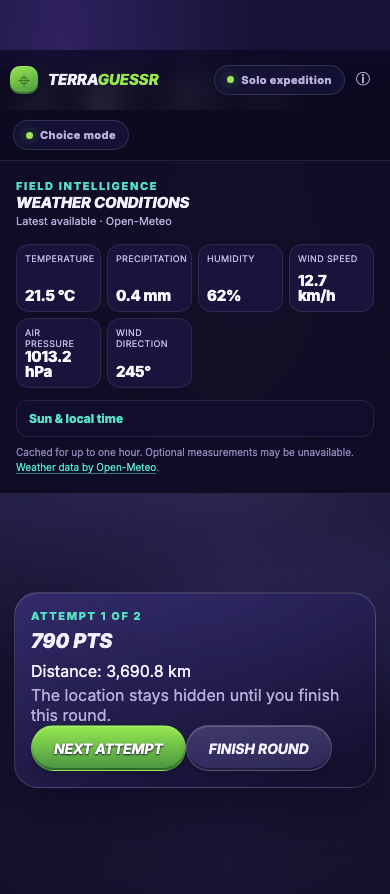 TERRAGUESSR
Solo expedition
Choice mode
FIELD INTELLIGENCE
WEATHER CONDITIONS
Latest available · Open-Meteo
TEMPERATURE
21.5 °C
PRECIPITATION
0.4 mm
HUMIDITY
62%
WIND SPEED
12.7
km/h
AIR
PRESSURE
1013.2
hPa
WIND
DIRECTION
245°
Sun & local time
Cached for up to one hour. Optional measurements may be unavailable.
Weather data by Open-Meteo.
ATTEMPT 1 OF 2
790 PTS
Distance: 3,690.8 km
The location stays hidden until you finish
this round.
NEXT ATTEMPT
FINISH ROUND